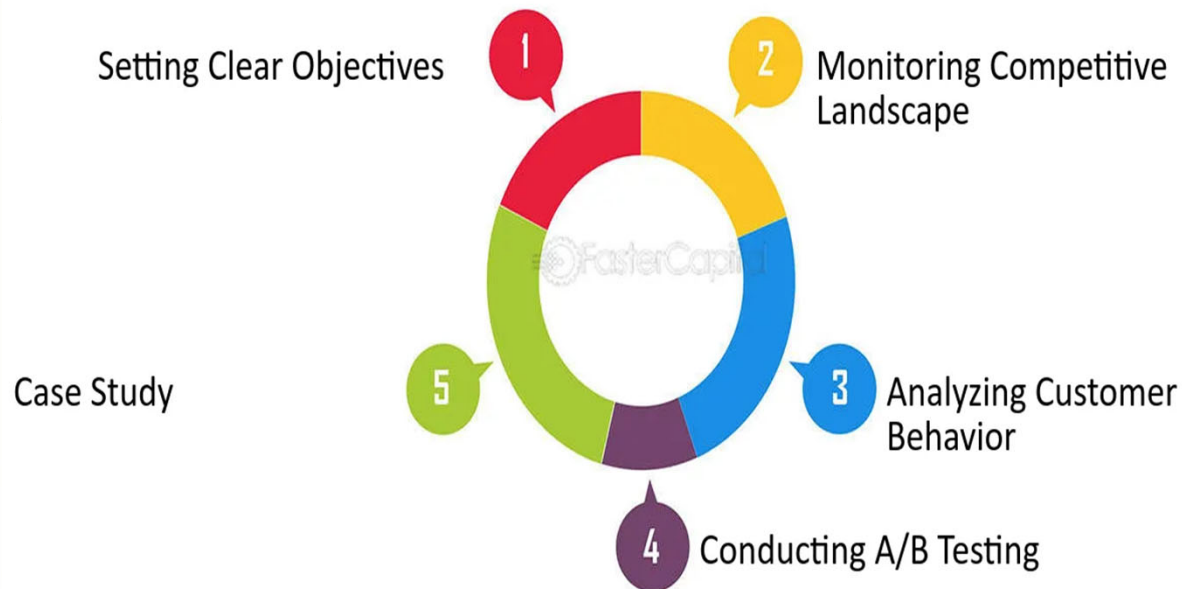 1
Setting Clear Objectives
2
Monitoring Competitive
Landscape
FasterCapital
3
Analyzing Customer
Behavior
4
Conducting A/B Testing
5
Case Study